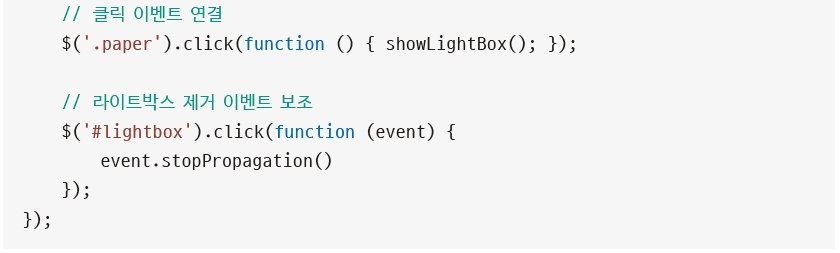 // 클릭 이벤트 연결
$('.paper').click(function () { showLightBox(); });
// 라이트박스 제거 이벤트 보조
$('#lightbox').click(function (event) {
event.stopPropagation()
});
});